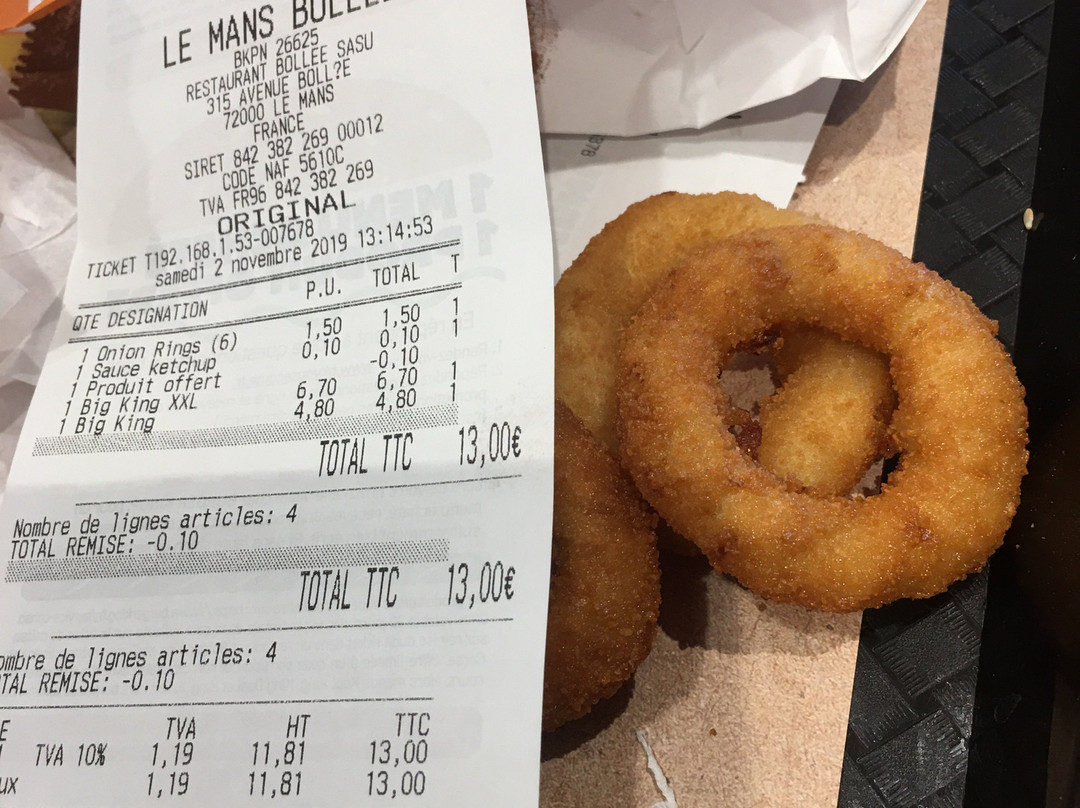 LE MANS BOLLE
BKPN 26625
RESTAURANT BOLLEE SASU
315 AVENUE BOLL?E
72000 LE MANS
FRANCE
SIRET 842 382 269 00012
CODE NAF 5610C
TVA FR96 842 382 269
ORIGINAL
TICKET T192.168.1.53-007678
samedi 2 novembre 2019 13:14:53
QTE DESIGNATION P.U. TOTAL T
1 Onion Rings (6) 1,50 1,50 1
1 Sauce ketchup 0,10 0,10
1 Produit offert -0,10
1 Big King XXL 6,70 6,70 1
1 Big King 4,80 4,80 1
TOTAL TTC 13,00€
Nombre de lignes articles: 4
TOTAL REMISE: -0.10
TOTAL TTC 13,00€
ombre de lignes articles: 4
TAL REMISE: -0.10
TVA HT TTC
TVA 10% 1,19 11,81 13,00
ux 1,19 11,81 13,00